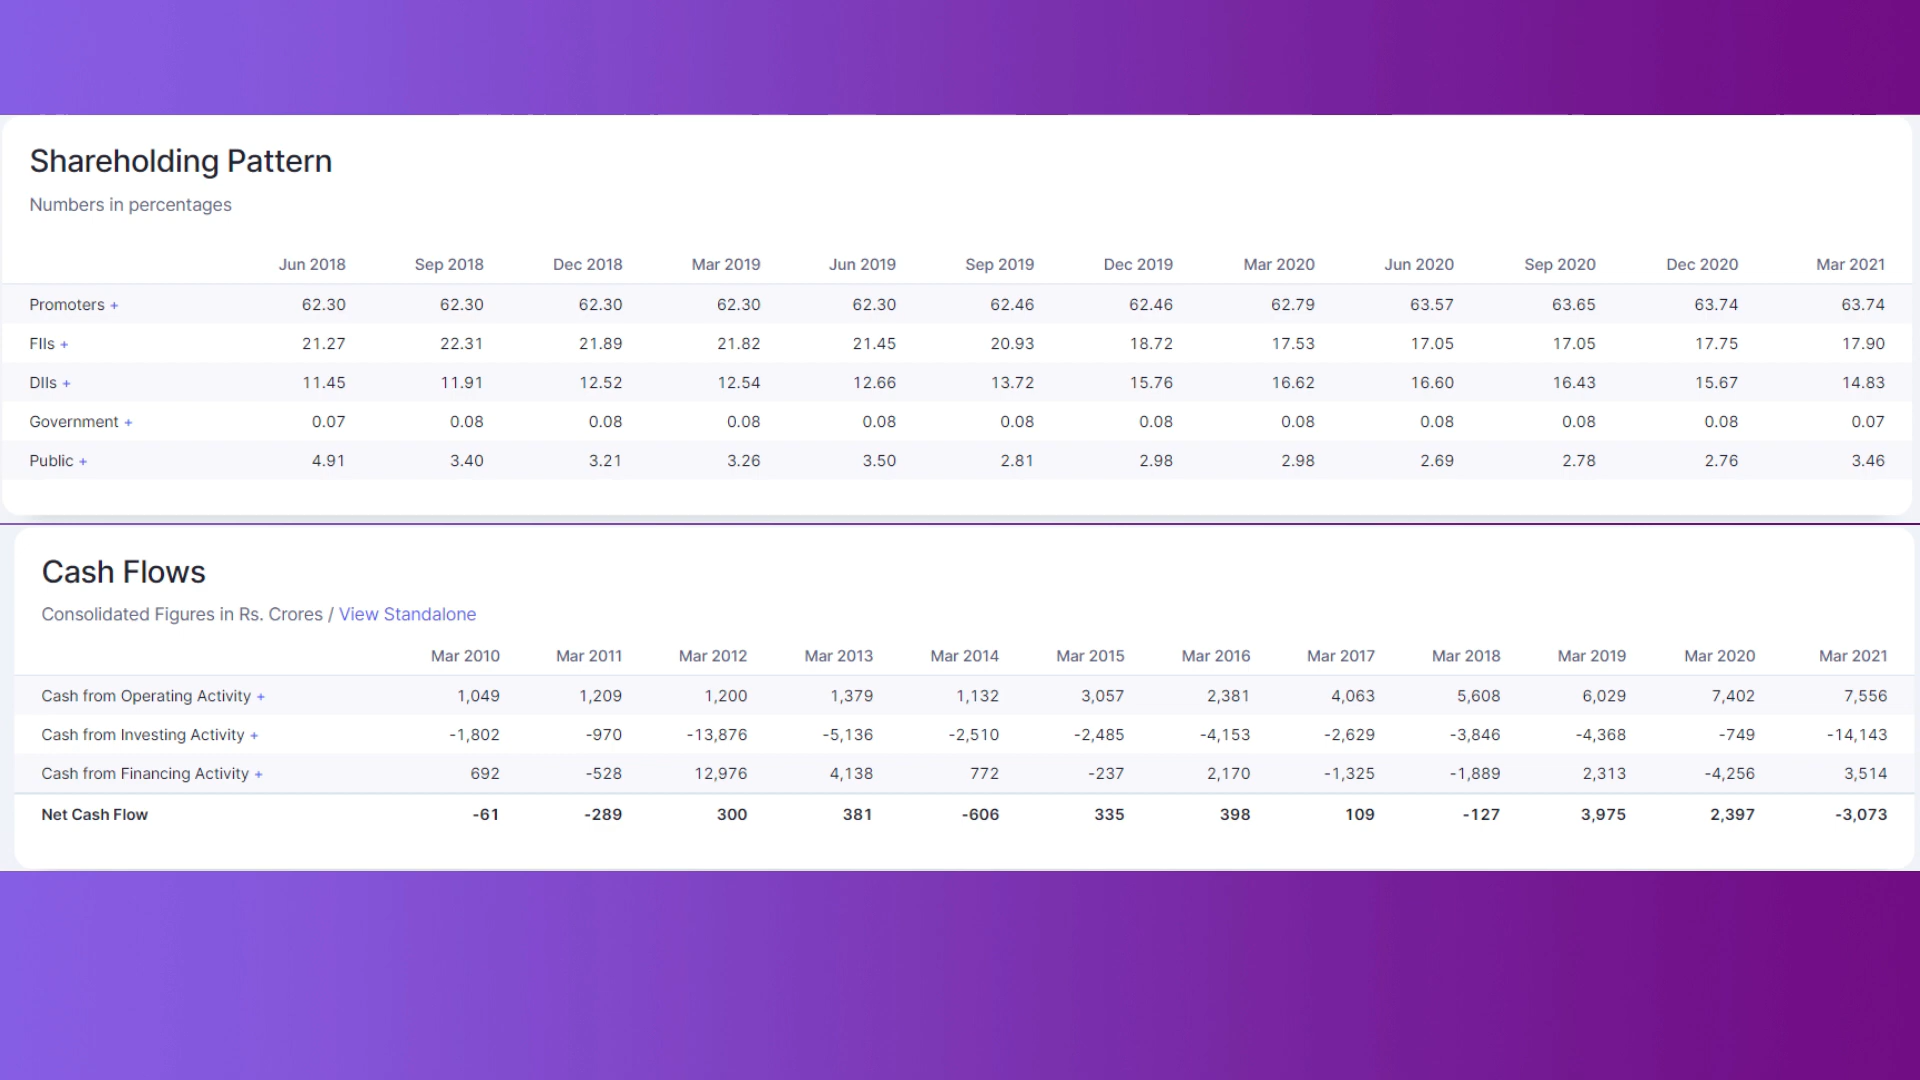 Shareholding Pattern
Numbers in percentages
Jun 2018 Sep 2018 Dec 2018 Mar 2019 Jun 2019 Sep 2019 Dec 2019 Mar 2020 Jun 2020 Sep 2020 Dec 2020 Mar 2021
Promoters + 62.30 62.30 62.30 62.30 62.30 62.46 62.46 62.79 63.57 63.65 63.74 63.74
FIIs + 21.27 22.31 21.89 21.82 21.45 20.93 18.72 17.53 17.05 17.05 17.75 17.90
DIIs + 11.45 11.91 12.52 12.54 12.66 13.72 15.76 16.62 16.60 16.43 15.67 14.83
Government + 0.07 0.08 0.08 0.08 0.08 0.08 0.08 0.08 0.08 0.08 0.08 0.07
Public + 4.91 3.40 3.21 3.26 3.50 2.81 2.98 2.98 2.69 2.78 2.76 3.46
Cash Flows
Consolidated Figures in Rs. Crores / View Standalone
Mar 2010 Mar 2011 Mar 2012 Mar 2013 Mar 2014 Mar 2015 Mar 2016 Mar 2017 Mar 2018 Mar 2019 Mar 2020 Mar 2021
Cash from Operating Activity + 1,049 1,209 1,200 1,379 1,132 3,057 2,381 4,063 5,608 6,029 7,402 7,556
Cash from Investing Activity + -1,802 -970 -13,876 -5,136 -2,510 -2,485 -4,153 -2,629 -3,846 -4,368 -749 -14,143
Cash from Financing Activity + 692 -528 12,976 4,138 772 -237 2,170 -1,325 -1,889 2,313 -4,256 3,514
Net Cash Flow -61 -289 300 381 -606 335 398 109 -127 3,975 2,397 -3,073